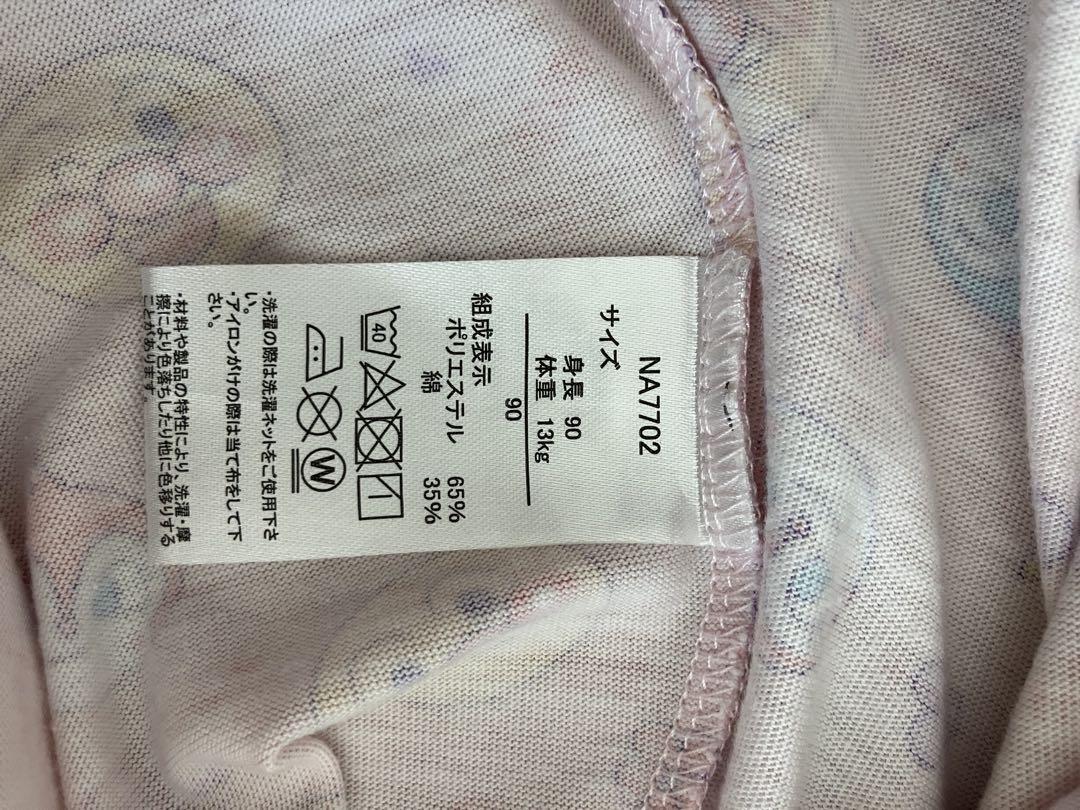 NA7702
サイズ
身長 90
体重 13kg
90
組成表示
ポリエステル 65%
綿 35%
40
W
・洗濯の際は洗濯ネットをご使用下さ
い。
・アイロンがけの際は当て布をして下
さい。
・材料や製品の特性により、洗濯・摩
擦により色落ちしたり他に色移りする
ことがあります